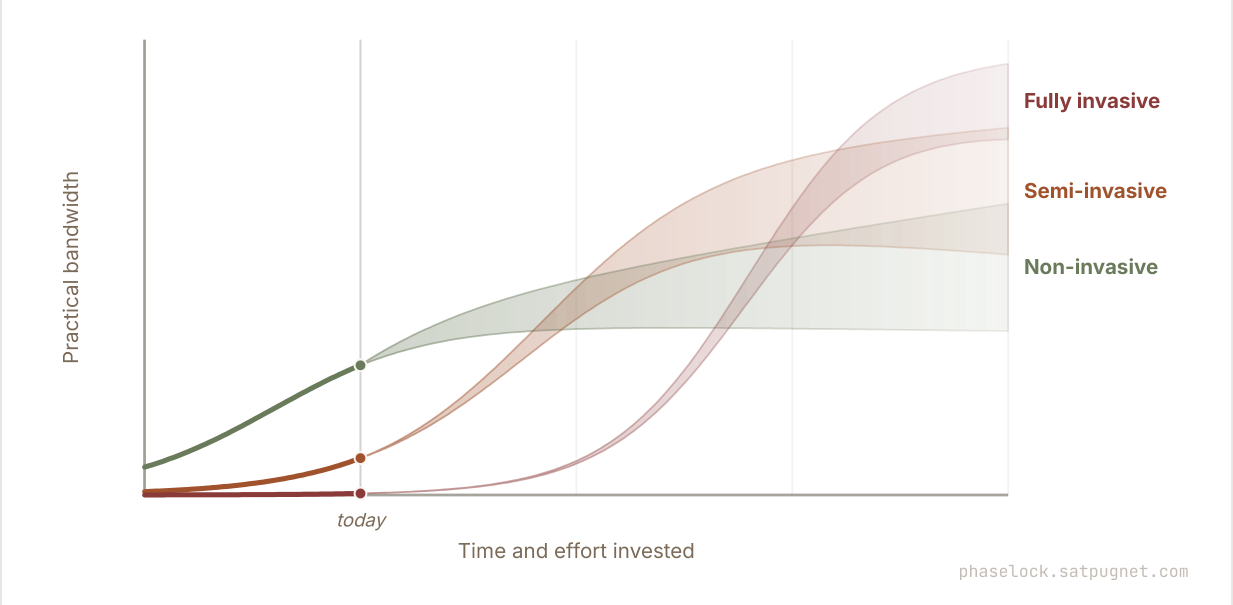 Fully invasive
Semi-invasive
Non-invasive
Practical bandwidth
today
Time and effort invested
phaselock.satpugnet.com